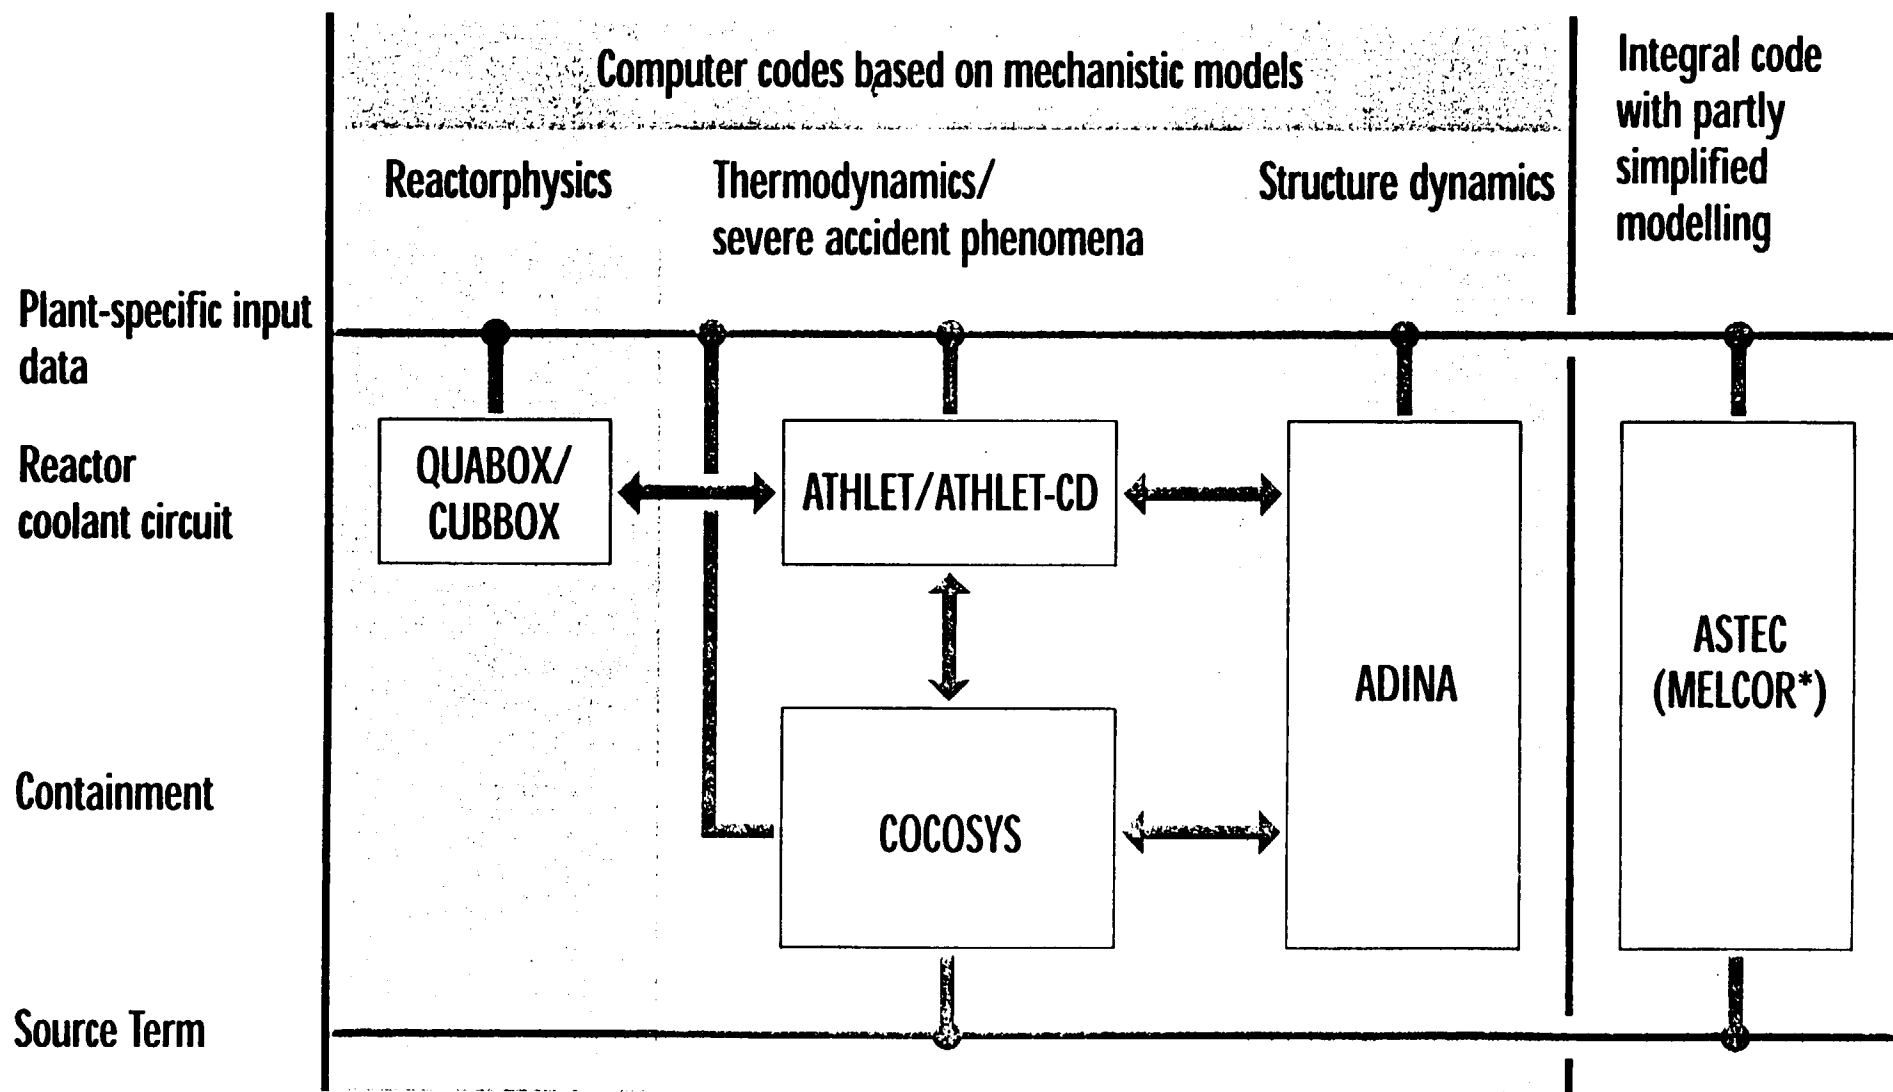 Computer codes based on mechanistic models
Integral code
with partly
simplified
modelling
Reactorphysics
Thermodynamics/
severe accident phenomena
Structure dynamics
Plant-specific input
data
Reactor
coolant circuit
QUABOX/
CUBBOX
ATHLET/ATHLET-CD
ADINA
ASTEC
(MELCOR*)
Containment
COCOSYS
Source Term